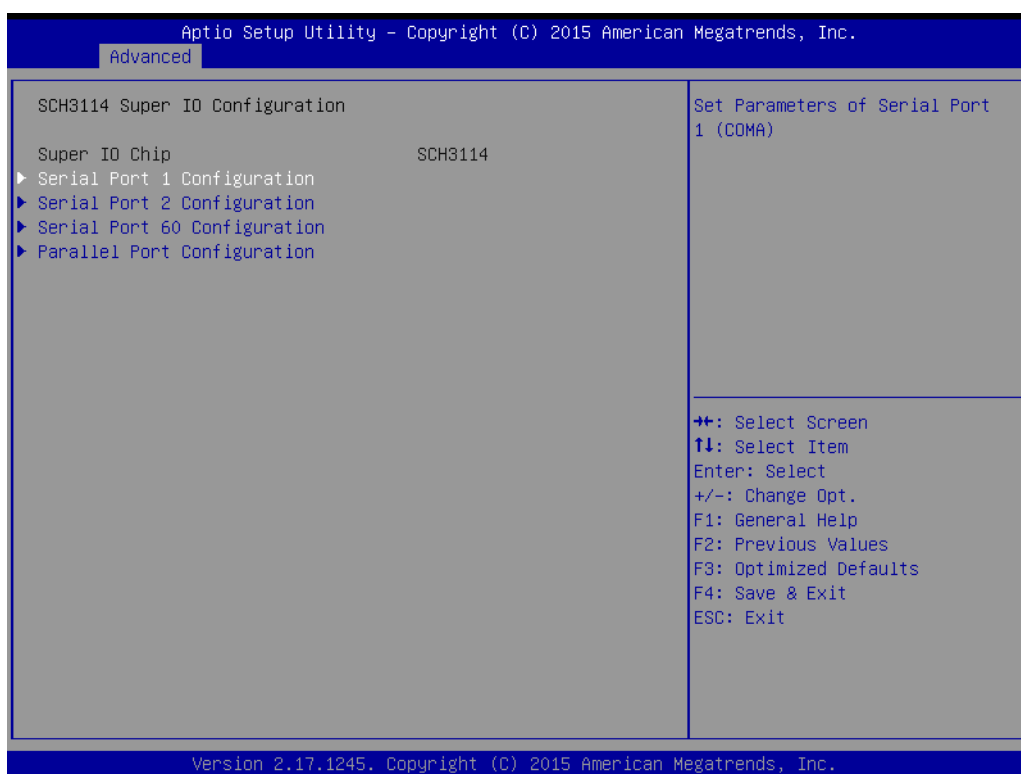 Aptio Setup Utility – Copyright (C) 2015 American Megatrends, Inc.
Advanced
SCH3114 Super IO Configuration
Super IO Chip SCH3114
Serial Port 1 Configuration
Serial Port 2 Configuration
Serial Port 60 Configuration
Parallel Port Configuration
Set Parameters of Serial Port
1 (COMA)
→←: Select Screen
↑↓: Select Item
Enter: Select
+/-: Change Opt.
F1: General Help
F2: Previous Values
F3: Optimized Defaults
F4: Save & Exit
ESC: Exit
Version 2.17.1245. Copyright (C) 2015 American Megatrends, Inc.